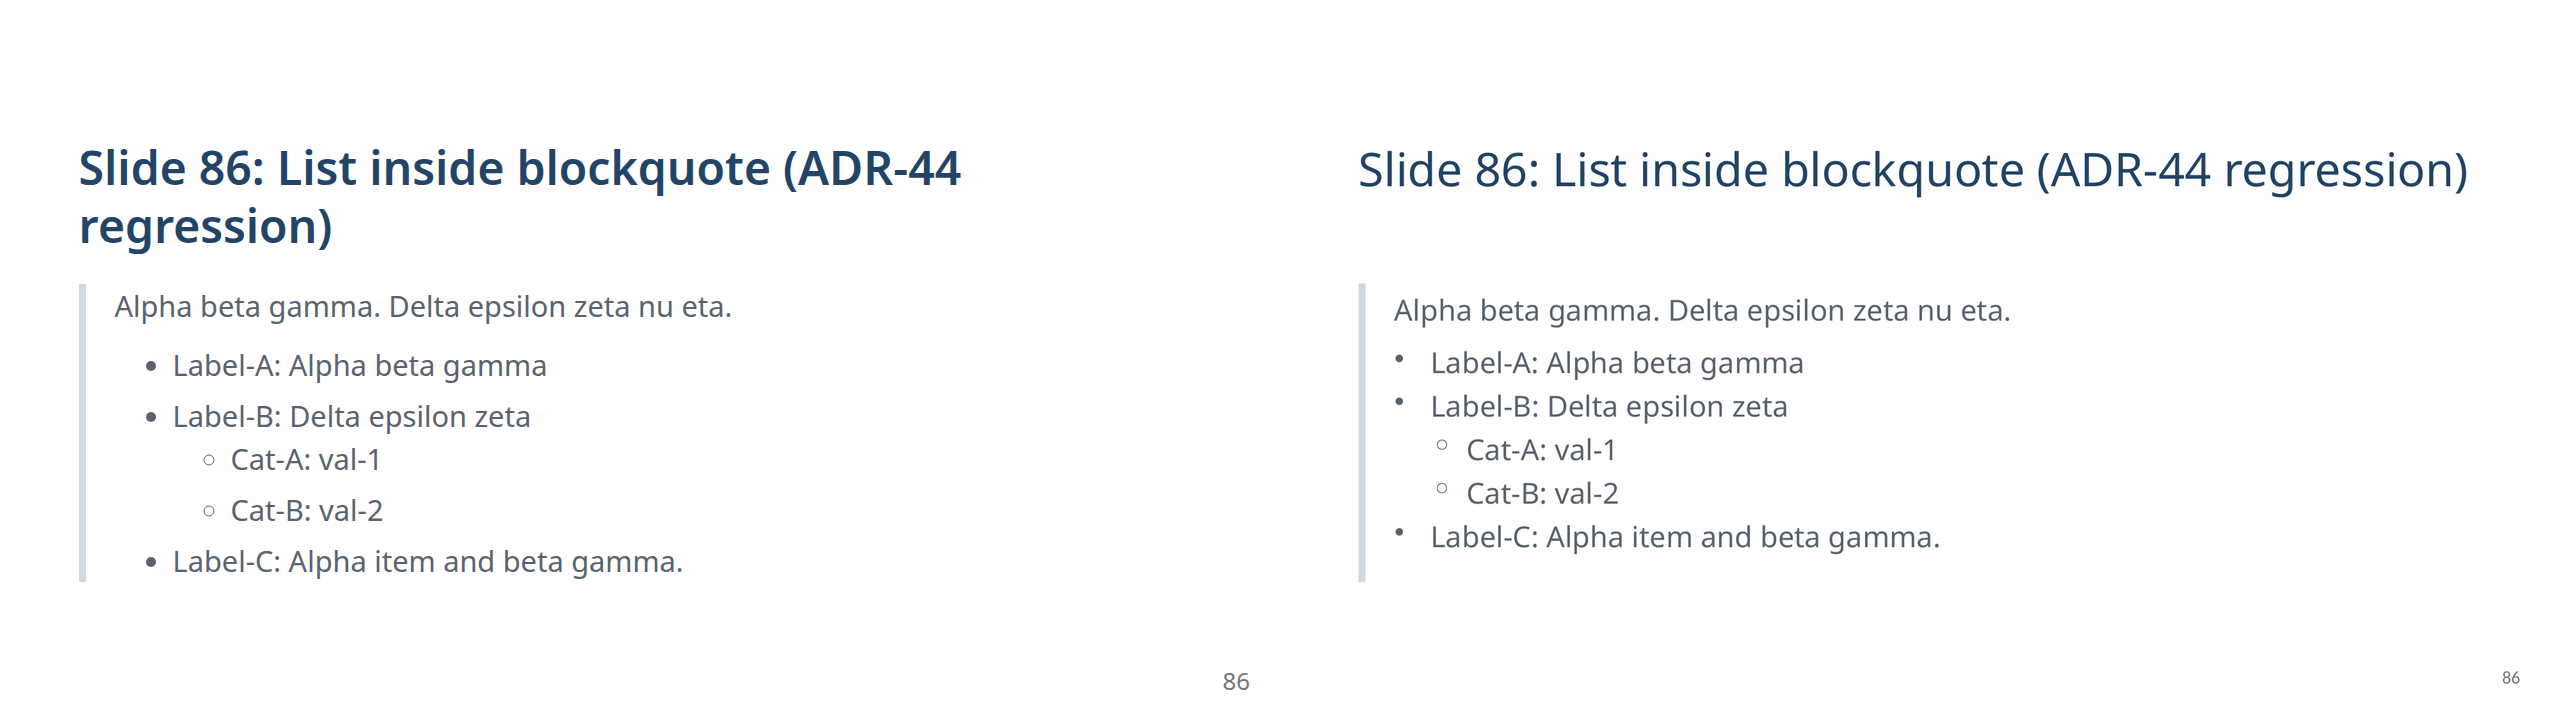 Slide 86: List inside blockquote (ADR-44
regression)
Alpha beta gamma. Delta epsilon zeta nu eta.
• Label-A: Alpha beta gamma
• Label-B: Delta epsilon zeta
◦ Cat-A: val-1
◦ Cat-B: val-2
• Label-C: Alpha item and beta gamma.
86
Slide 86: List inside blockquote (ADR-44 regression)
Alpha beta gamma. Delta epsilon zeta nu eta.
• Label-A: Alpha beta gamma
• Label-B: Delta epsilon zeta
◦ Cat-A: val-1
◦ Cat-B: val-2
• Label-C: Alpha item and beta gamma.
86